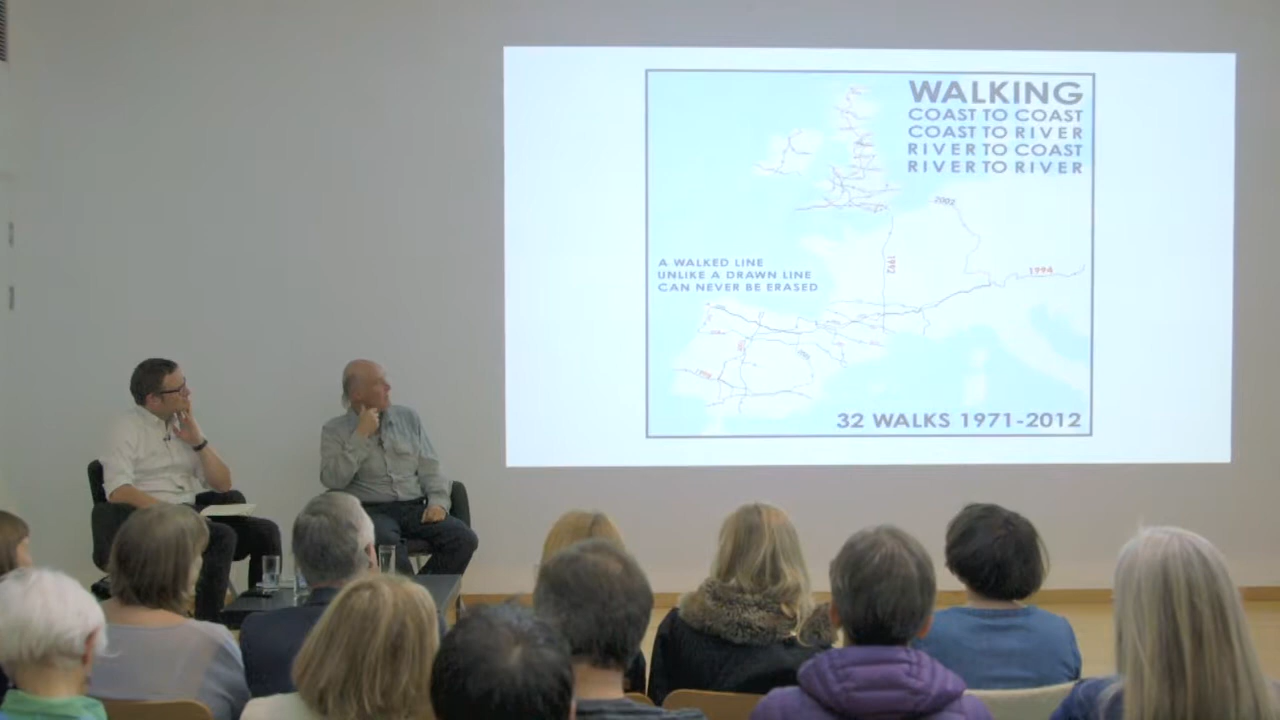 WALKING
COAST TO COAST
COAST TO RIVER
RIVER TO COAST
RIVER TO RIVER
2002
1992
A WALKED LINE
UNLIKE A DRAWN LINE
CAN NEVER BE ERASED
1994
32 WALKS 1971-2012